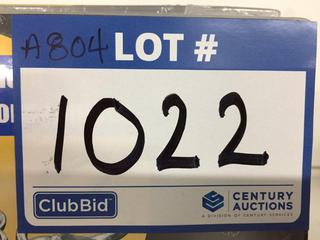 A804 LOT #
1022
ClubBid
CENTURY
AUCTIONS
A DIVISION OF CENTURY SERVICES